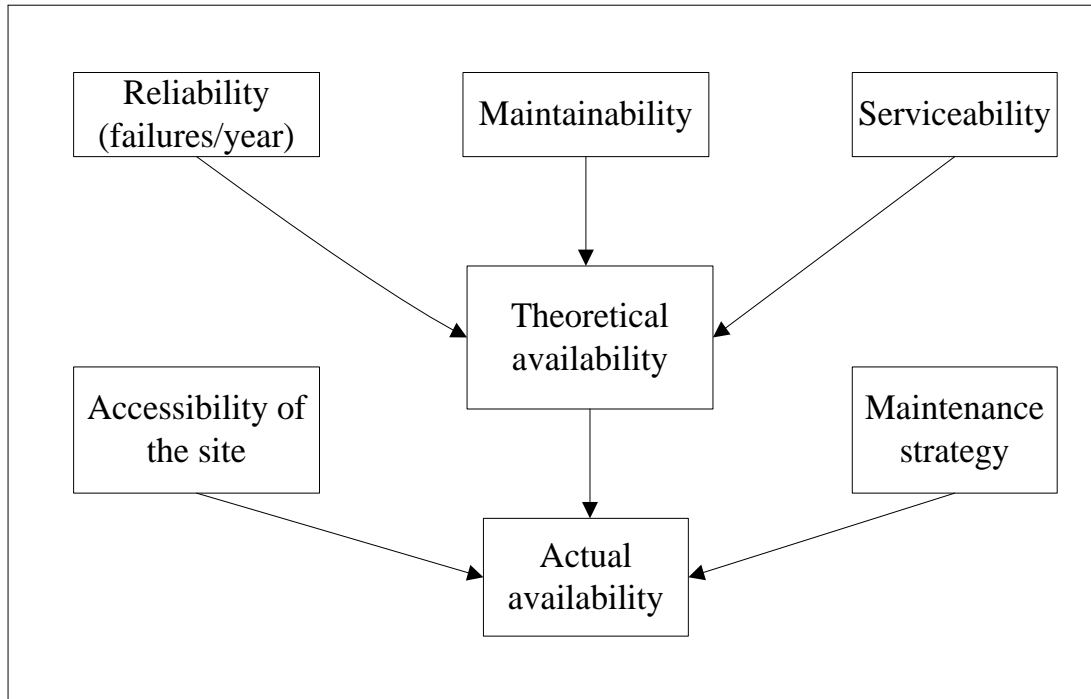 Reliability
(failures/year)
Maintainability
Serviceability
Theoretical
availability
Accessibility of
the site
Maintenance
strategy
Actual
availability